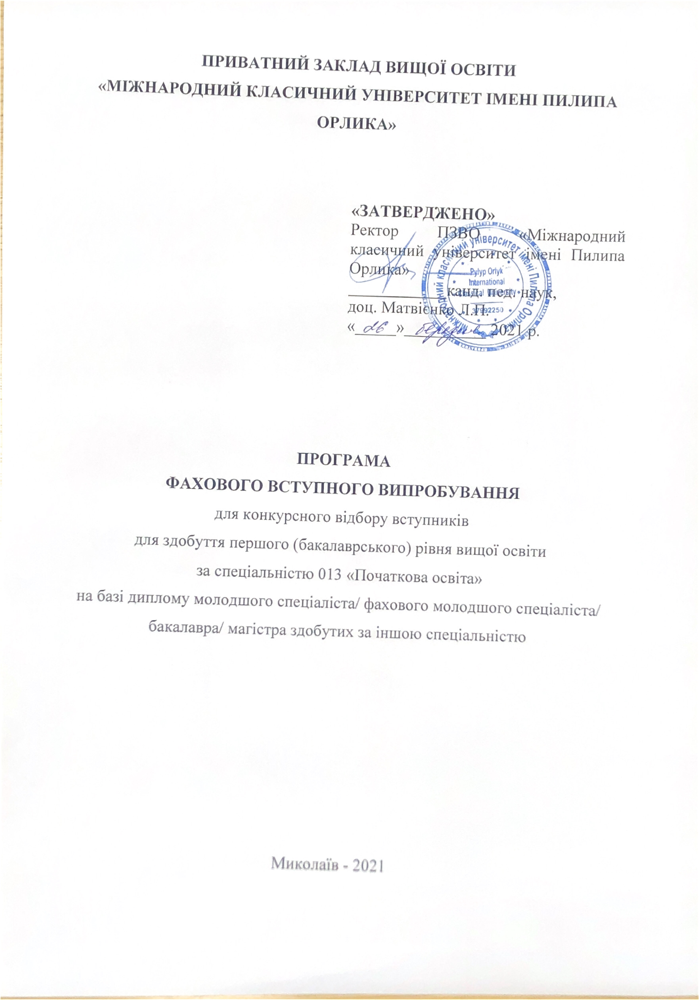 ПРИВАТНИЙ ЗАКЛАД ВИЩОЇ ОСВІТИ
«МІЖНАРОДНИЙ КЛАСИЧНИЙ УНІВЕРСИТЕТ ІМЕНІ ПИЛИПА
ОРЛИКА»
«ЗАТВЕРДЖЕНО»
Ректор ПЗВО «Міжнародний
класичний університет імені Пилипа
Орлика»
____________ канд. пед. наук,
доц. Матвієнко Л.П.
«_26_»_березня_ 2021 р.
Міжнародний класичний університет імені Пилипа Орлика
Pylyp Orlyk
International
Classical University
37992250
ПРОГРАМА
ФАХОВОГО ВСТУПНОГО ВИПРОБУВАННЯ
для конкурсного відбору вступників
для здобуття першого (бакалаврського) рівня вищої освіти
за спеціальністю 013 «Початкова освіта»
на базі диплому молодшого спеціаліста/ фахового молодшого спеціаліста/
бакалавра/ магістра здобутих за іншою спеціальністю
Миколаїв - 2021